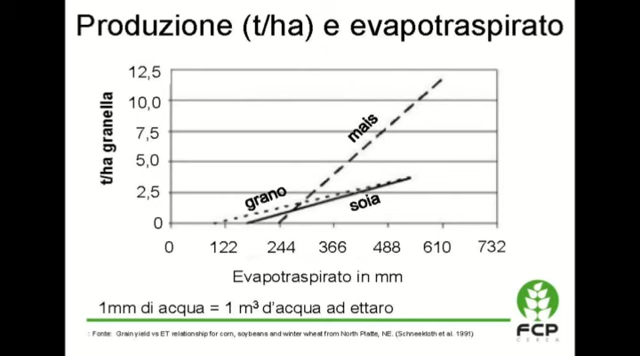 Produzione (t/ha) e evapotraspirato
t/ha granella
12,5
10,0
7,5
5,0
2,5
0
mais
grano
soia
0 122 244 366 488 610 732
Evapotraspirato in mm
1mm di acqua = 1 m³ d'acqua ad ettaro
: Fonte: Grain yield vs ET relationship for corn, soybeans and winter wheat from North Platte, NE. (Schneekloth et al. 1991)
FCP
CEREA